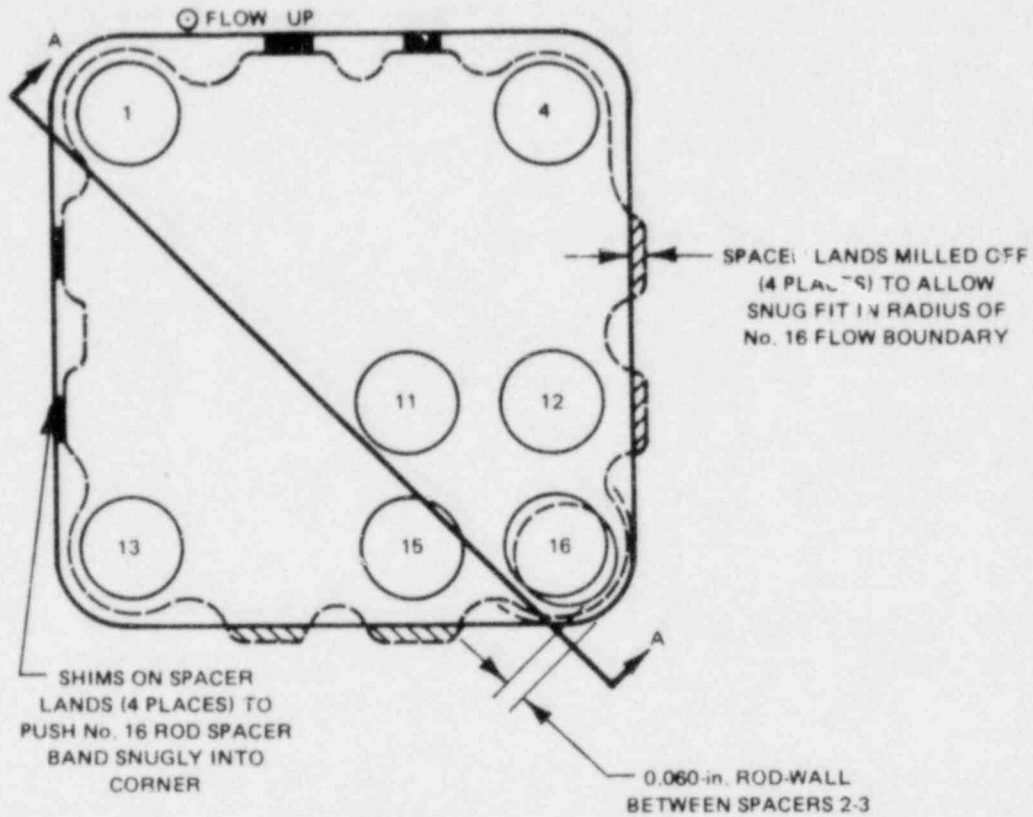 FLOW UP
A
1
4
SPACE LANDS MILLED OFF
(4 PLACES) TO ALLOW
SNUG FIT IN RADIUS OF
No. 16 FLOW BOUNDARY
11
12
13
15
16
A
SHIMS ON SPACER
LANDS (4 PLACES) TO
PUSH No. 16 ROD SPACER
BAND SNUGLY INTO
CORNER
0.060-in. ROD-WALL
BETWEEN SPACERS 2-3